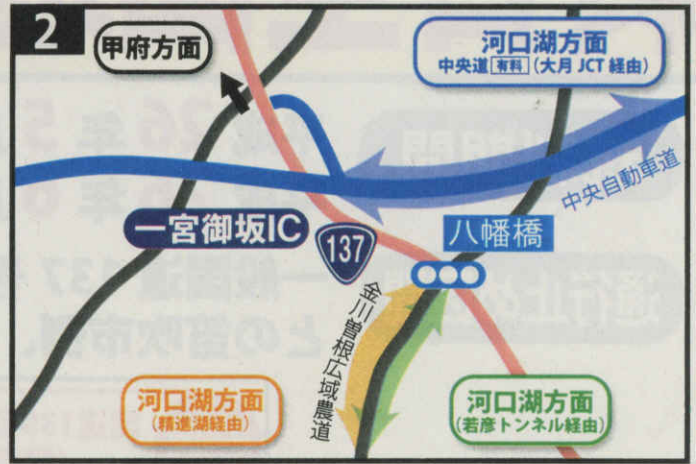 2
甲府方面
河口湖方面
中央道 有料 (大月JCT経由)
中央自動車道
一宮御坂IC
137
八幡橋
金川曽根広域農道
河口湖方面
(精進湖経由)
河口湖方面
(若彦トンネル経由)